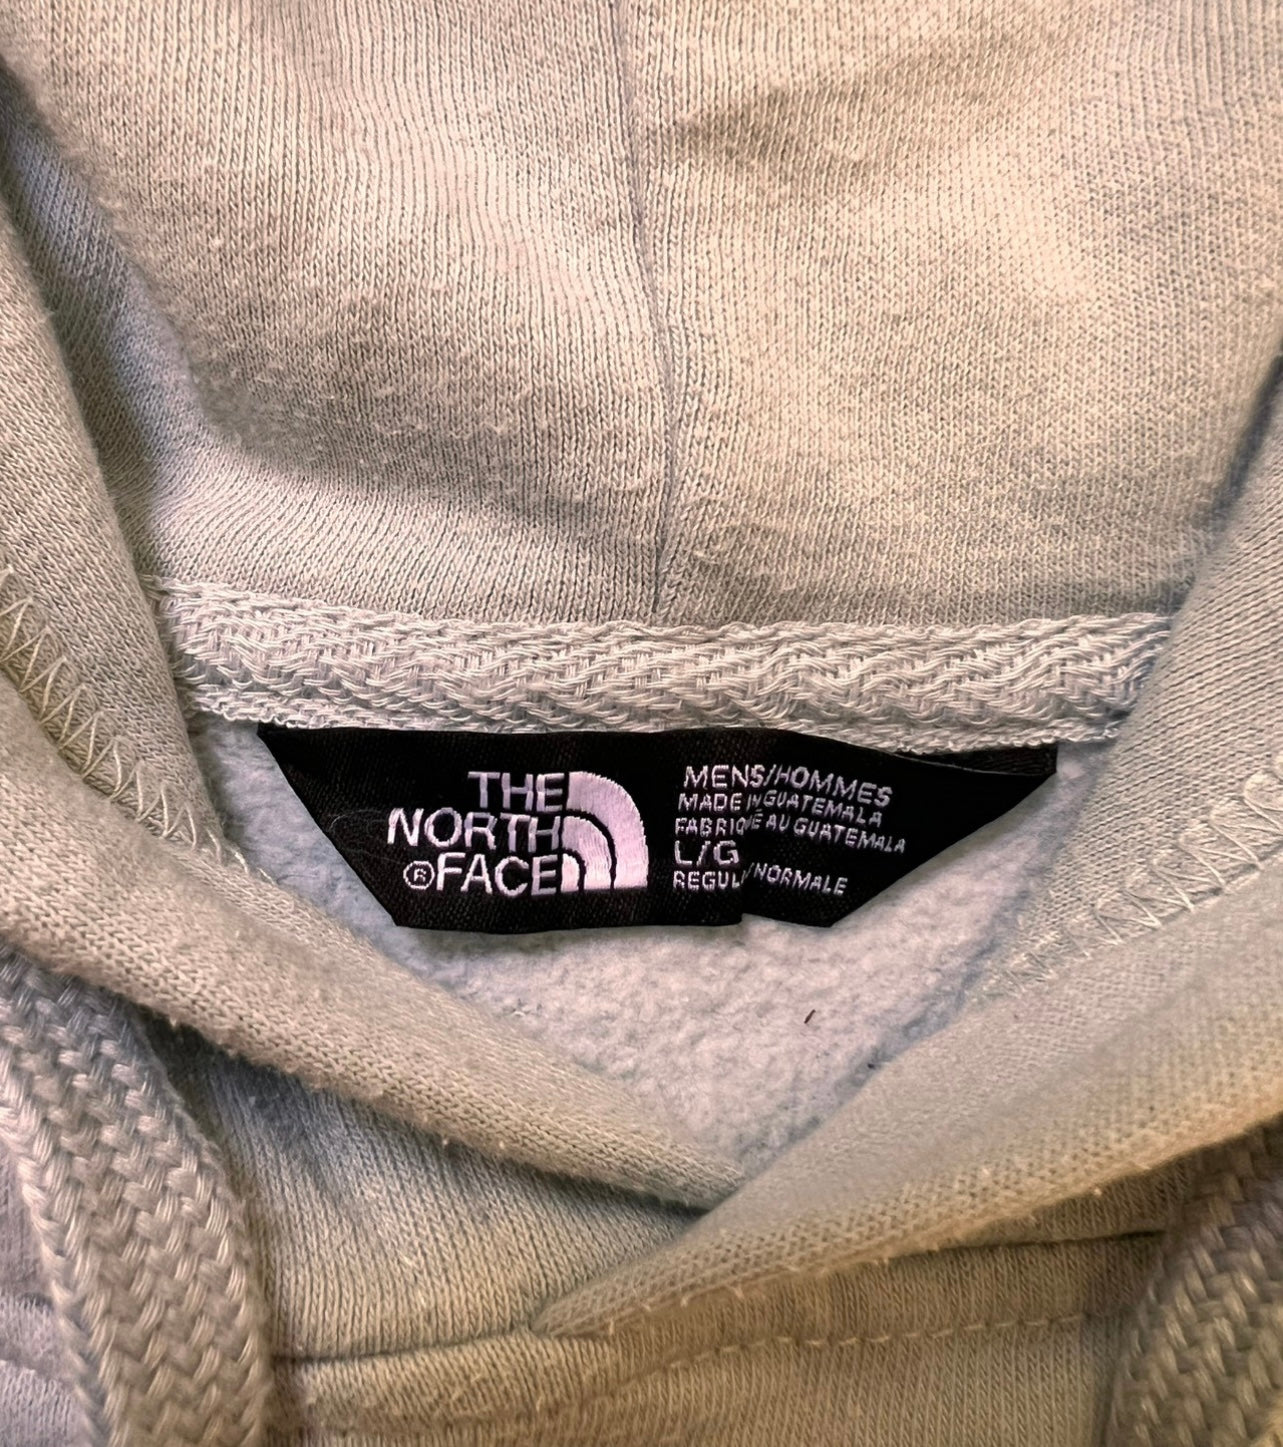 THE
NORTH
®FACE
MENS/HOMMES
MADE IN GUATEMALA
FABRIQUÉ AU GUATEMALA
L/G
/NORMALE